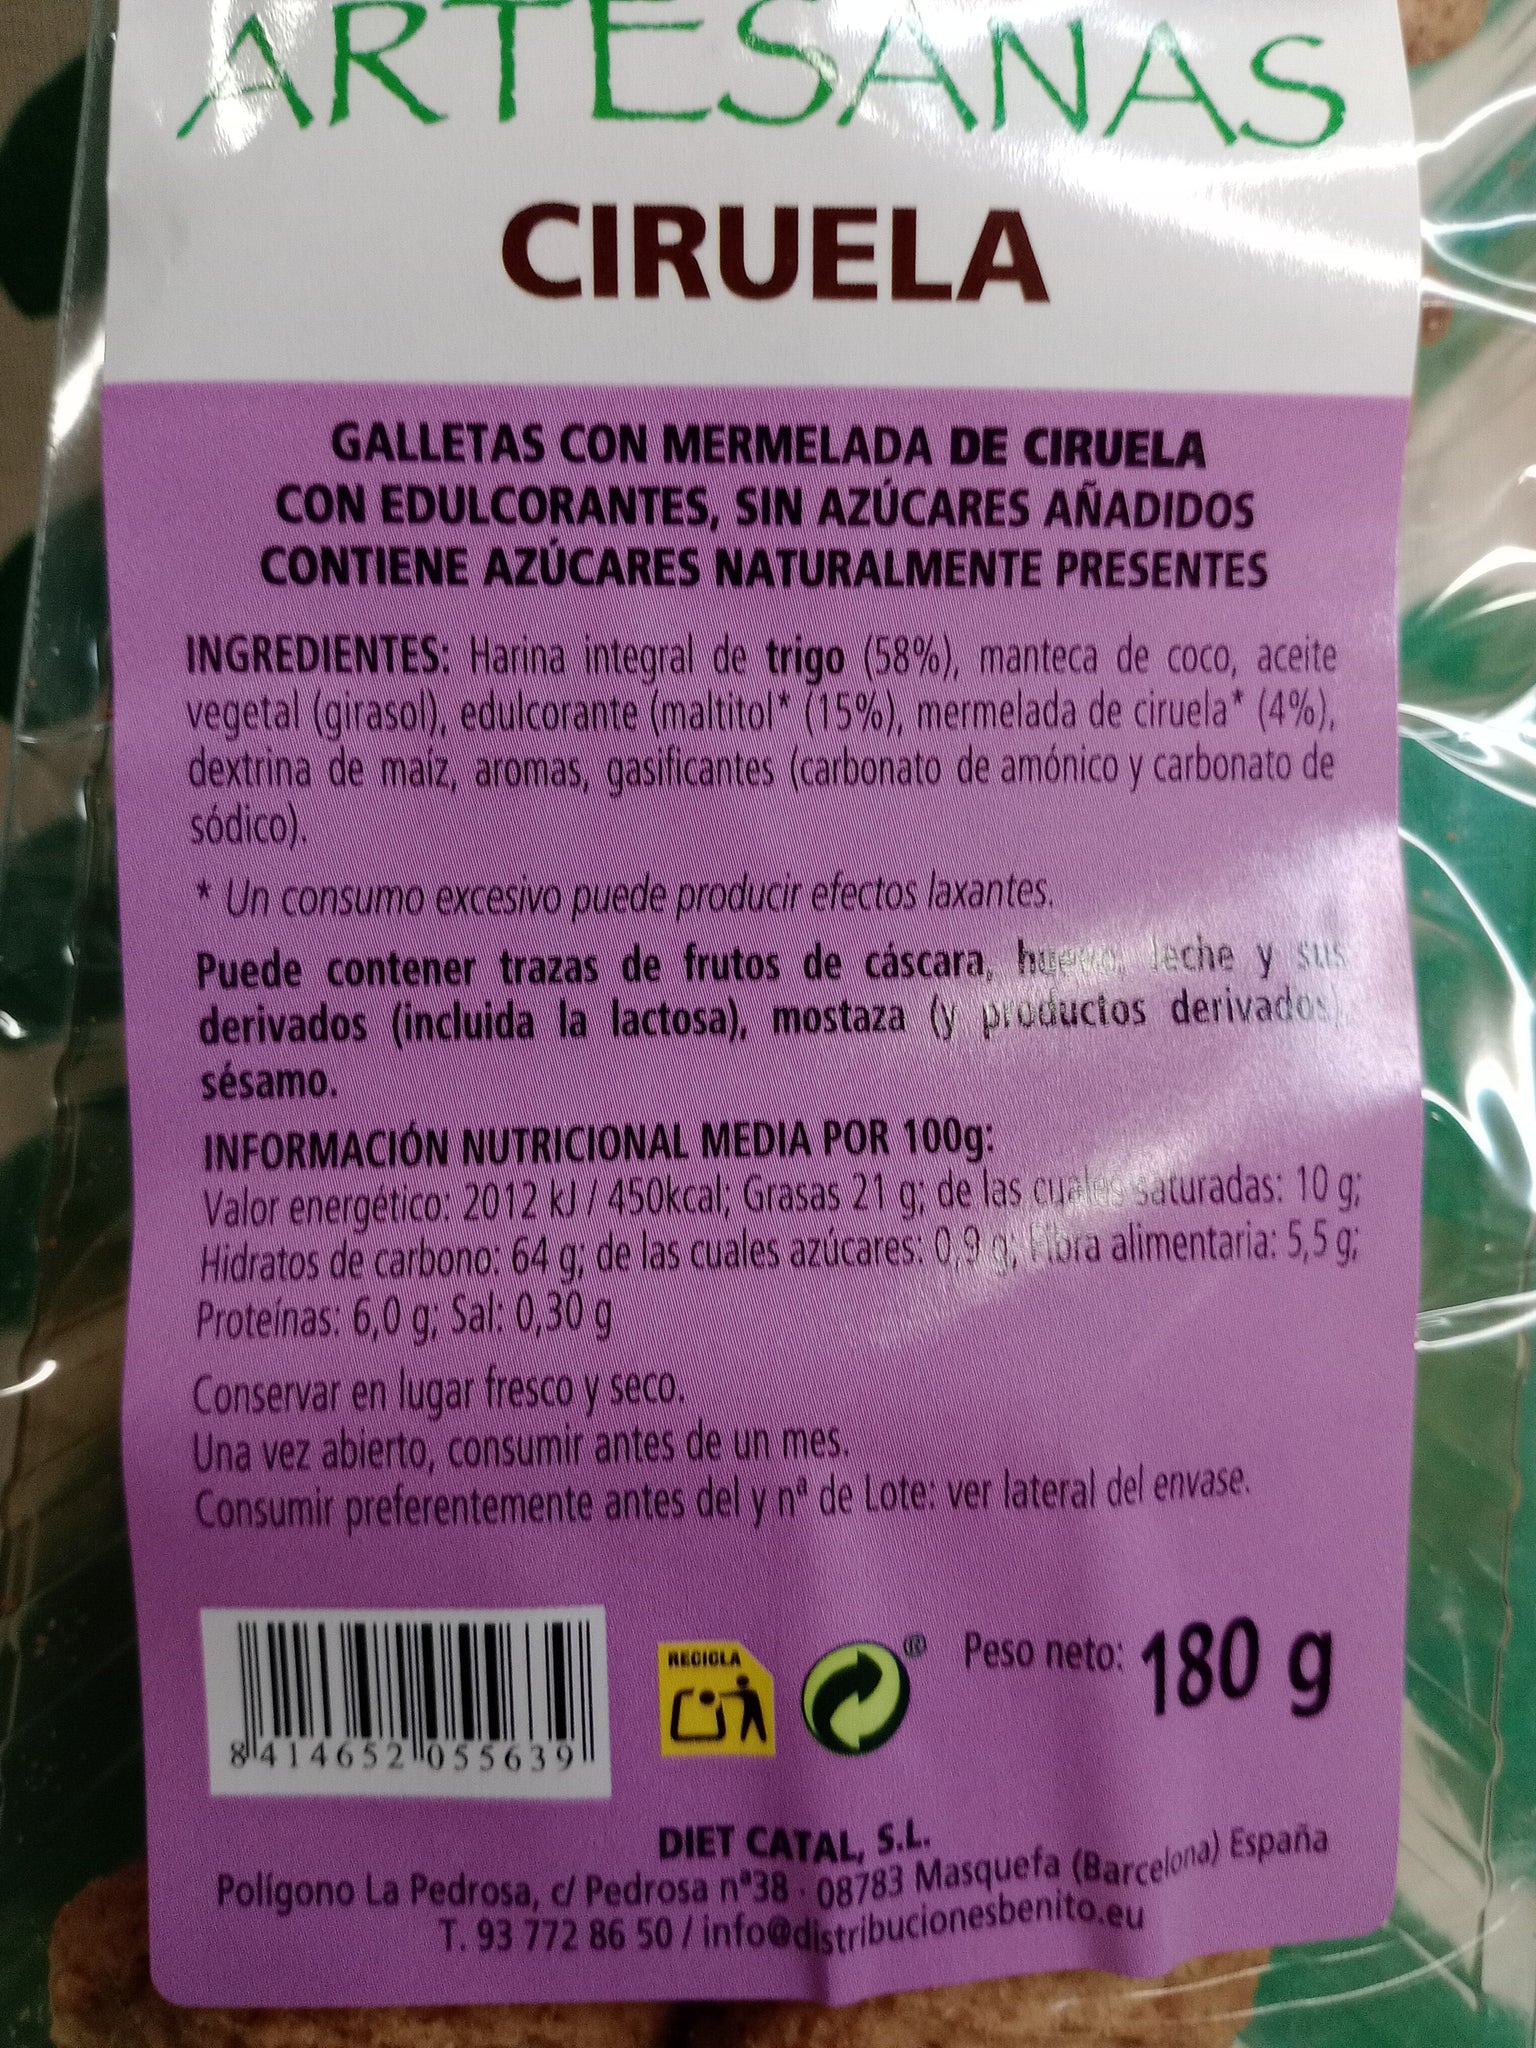 ARTESANAS
CIRUELA
GALLETAS CON MERMELADA DE CIRUELA
CON EDULCORANTES, SIN AZÚCARES AÑADIDOS
CONTIENE AZÚCARES NATURALMENTE PRESENTES
INGREDIENTES: Harina integral de trigo (58%), manteca de coco, aceite
vegetal (girasol), edulcorante (maltitol* (15%), mermelada de ciruela* (4%),
dextrina de maíz, aromas, gasificantes (carbonato de amónico y carbonato de
sódico).
* Un consumo excesivo puede producir efectos laxantes.
Puede contener trazas de frutos de cáscara, leche y sus
derivados (incluida la lactosa), mostaza (y productos derivados),
sésamo.
INFORMACIÓN NUTRICIONAL MEDIA POR 100g:
Valor energético: 2012 kJ / 450kcal; Grasas 21 g; de las cuales saturadas: 10 g;
Hidratos de carbono: 64 g; de las cuales azúcares: 0,9 g; Fibra alimentaria: 5,5 g;
Proteínas: 6,0 g; Sal: 0,30 g
Conservar en lugar fresco y seco.
Una vez abierto, consumir antes de un mes.
Consumir preferentemente antes del y nª de Lote: ver lateral del envase.
RECICLA
® Peso neto: 180 g
8 414652 055639
DIET CATAL, S.L.
Polígono La Pedrosa, c/ Pedrosa nª38 · 08783 Masquefa (Barcelona) España
T. 93 772 86 50 / info@distribucionesbenito.eu